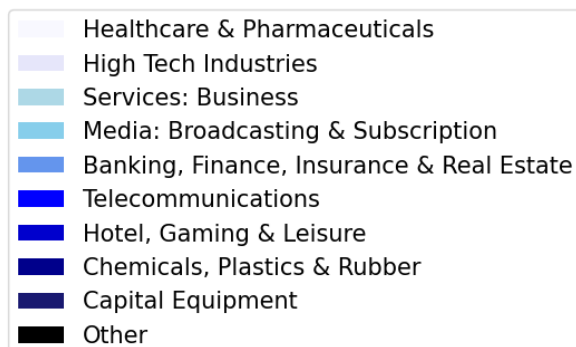 Healthcare & Pharmaceuticals
High Tech Industries
Services: Business
Media: Broadcasting & Subscription
Banking, Finance, Insurance & Real Estate
Telecommunications
Hotel, Gaming & Leisure
Chemicals, Plastics & Rubber
Capital Equipment
Other